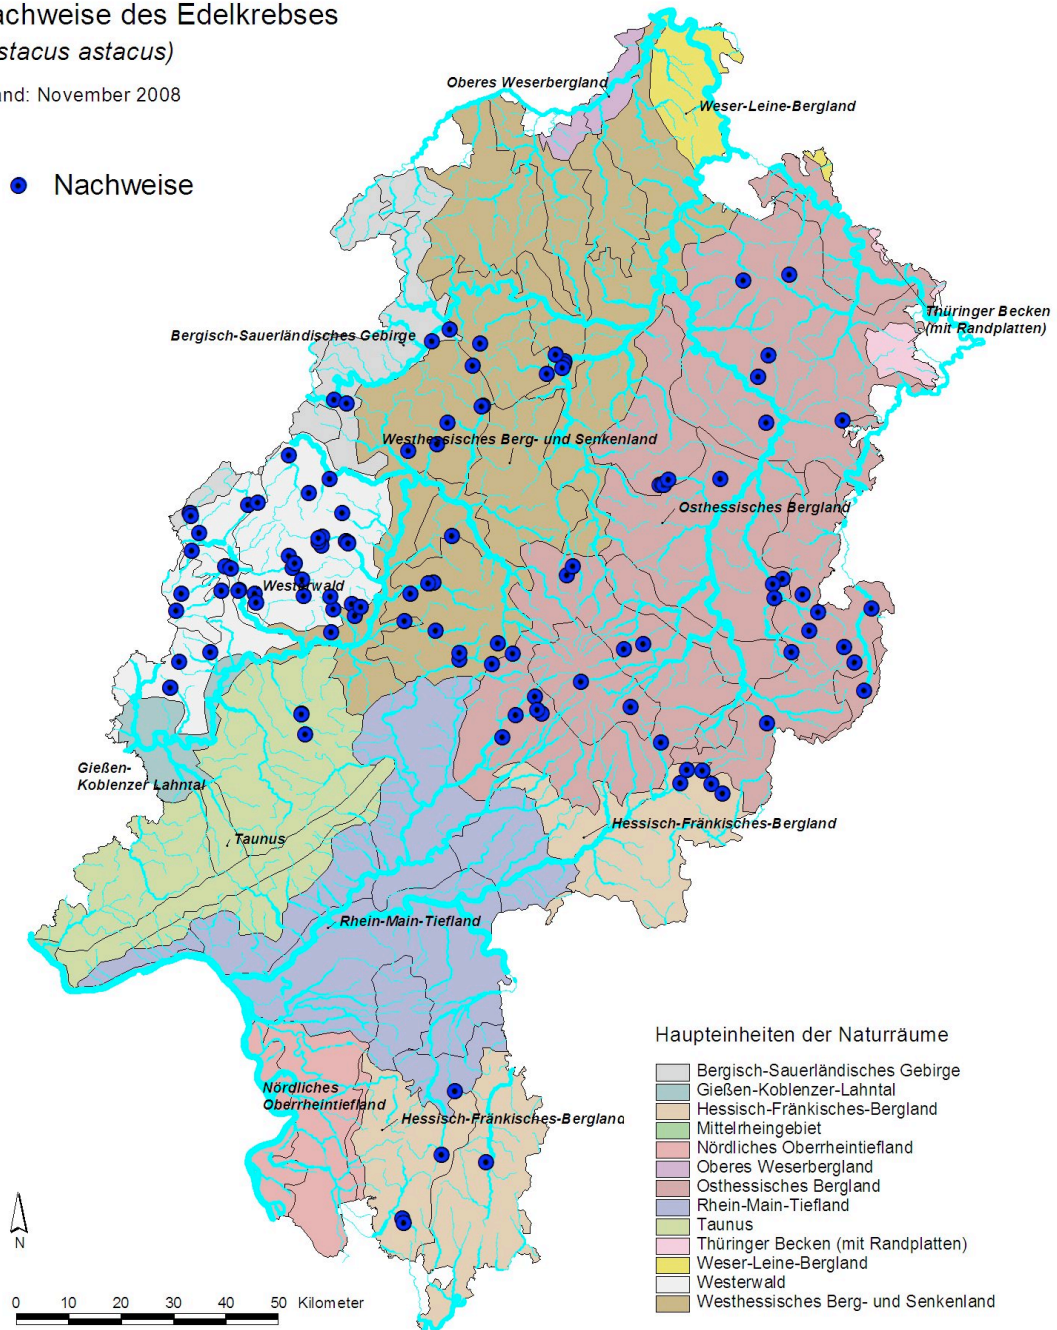 achweise des Edelkrebses
stacus astacus)
and: November 2008
Nachweise
Oberes Weserbergland
Weser-Leine-Bergland
Thüringer Becken
(mit Randplatten)
Bergisch-Sauerländisches Gebirge
Westhessisches Berg- und Senkenland
Osthessisches Bergland
Westerwald
Gießen-
Koblenzer Lahntal
Taunus
Hessisch-Fränkisches-Bergland
Rhein-Main-Tiefland
Nördliches
Oberrheintiefland
Hessisch-Fränkisches-Bergland
Haupteinheiten der Naturräume
Bergisch-Sauerländisches Gebirge
Gießen-Koblenzer-Lahntal
Hessisch-Fränkisches-Bergland
Mittelrheingebiet
Nördliches Oberrheintiefland
Oberes Weserbergland
Osthessisches Bergland
Rhein-Main-Tiefland
Taunus
Thüringer Becken (mit Randplatten)
Weser-Leine-Bergland
Westerwald
Westhessisches Berg- und Senkenland
N
0 10 20 30 40 50 Kilometer